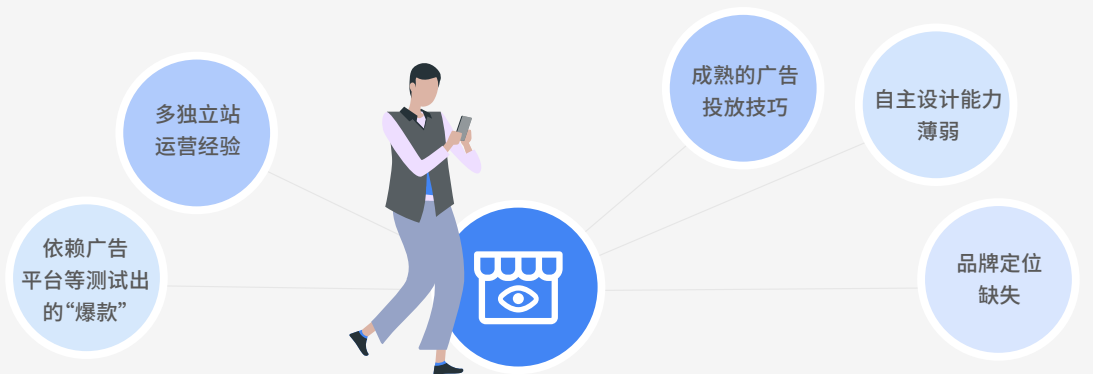 多独立站
运营经验
依赖广告
平台等测试出
的“爆款”
成熟的广告
投放技巧
自主设计能力
薄弱
品牌定位
缺失